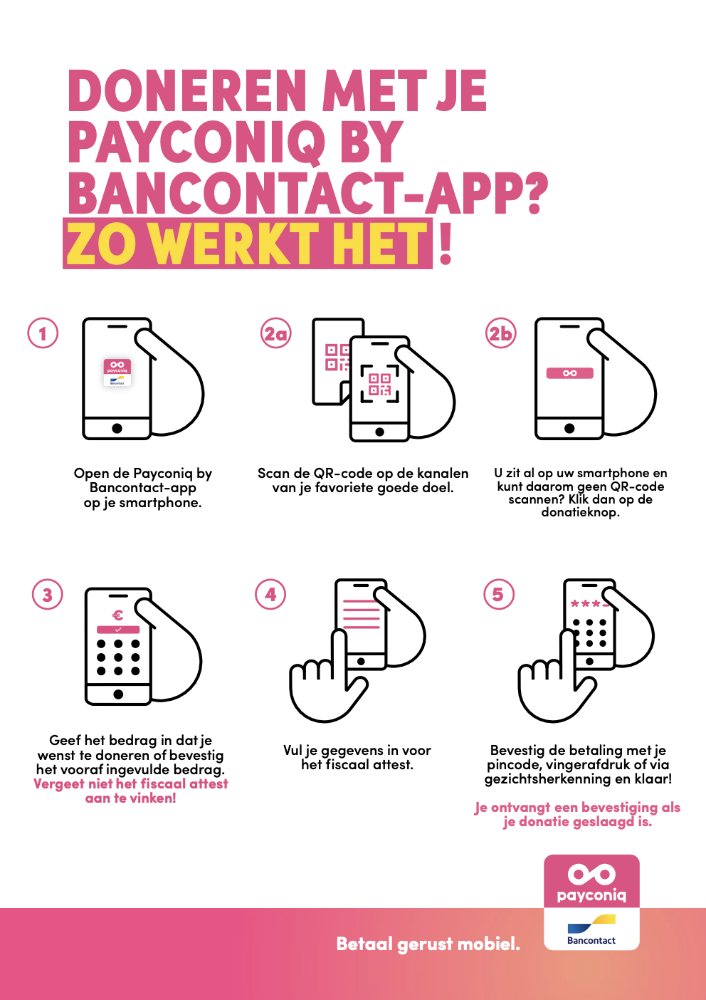 DONEREN MET JE
PAYCONIQ BY
BANCONTACT-APP?
ZO WERKT HET!
1
payconiq
Bancontact
Open de Payconiq by
Bancontact-app
op je smartphone.
2a
Scan de QR-code op de kanalen
van je favoriete goede doel.
2b
U zit al op uw smartphone en
kunt daarom geen QR-code
scannen? Klik dan op de
donatieknop.
3
€
Geef het bedrag in dat je
wenst te doneren of bevestig
het vooraf ingevulde bedrag.
Vergeet niet het fiscaal attest
aan te vinken!
4
Vul je gegevens in voor
het fiscaal attest.
5
***_
Bevestig de betaling met je
pincode, vingerafdruk of via
gezichtsherkenning en klaar!
Je ontvangt een bevestiging als
je donatie geslaagd is.
Betaal gerust mobiel.
payconiq
Bancontact